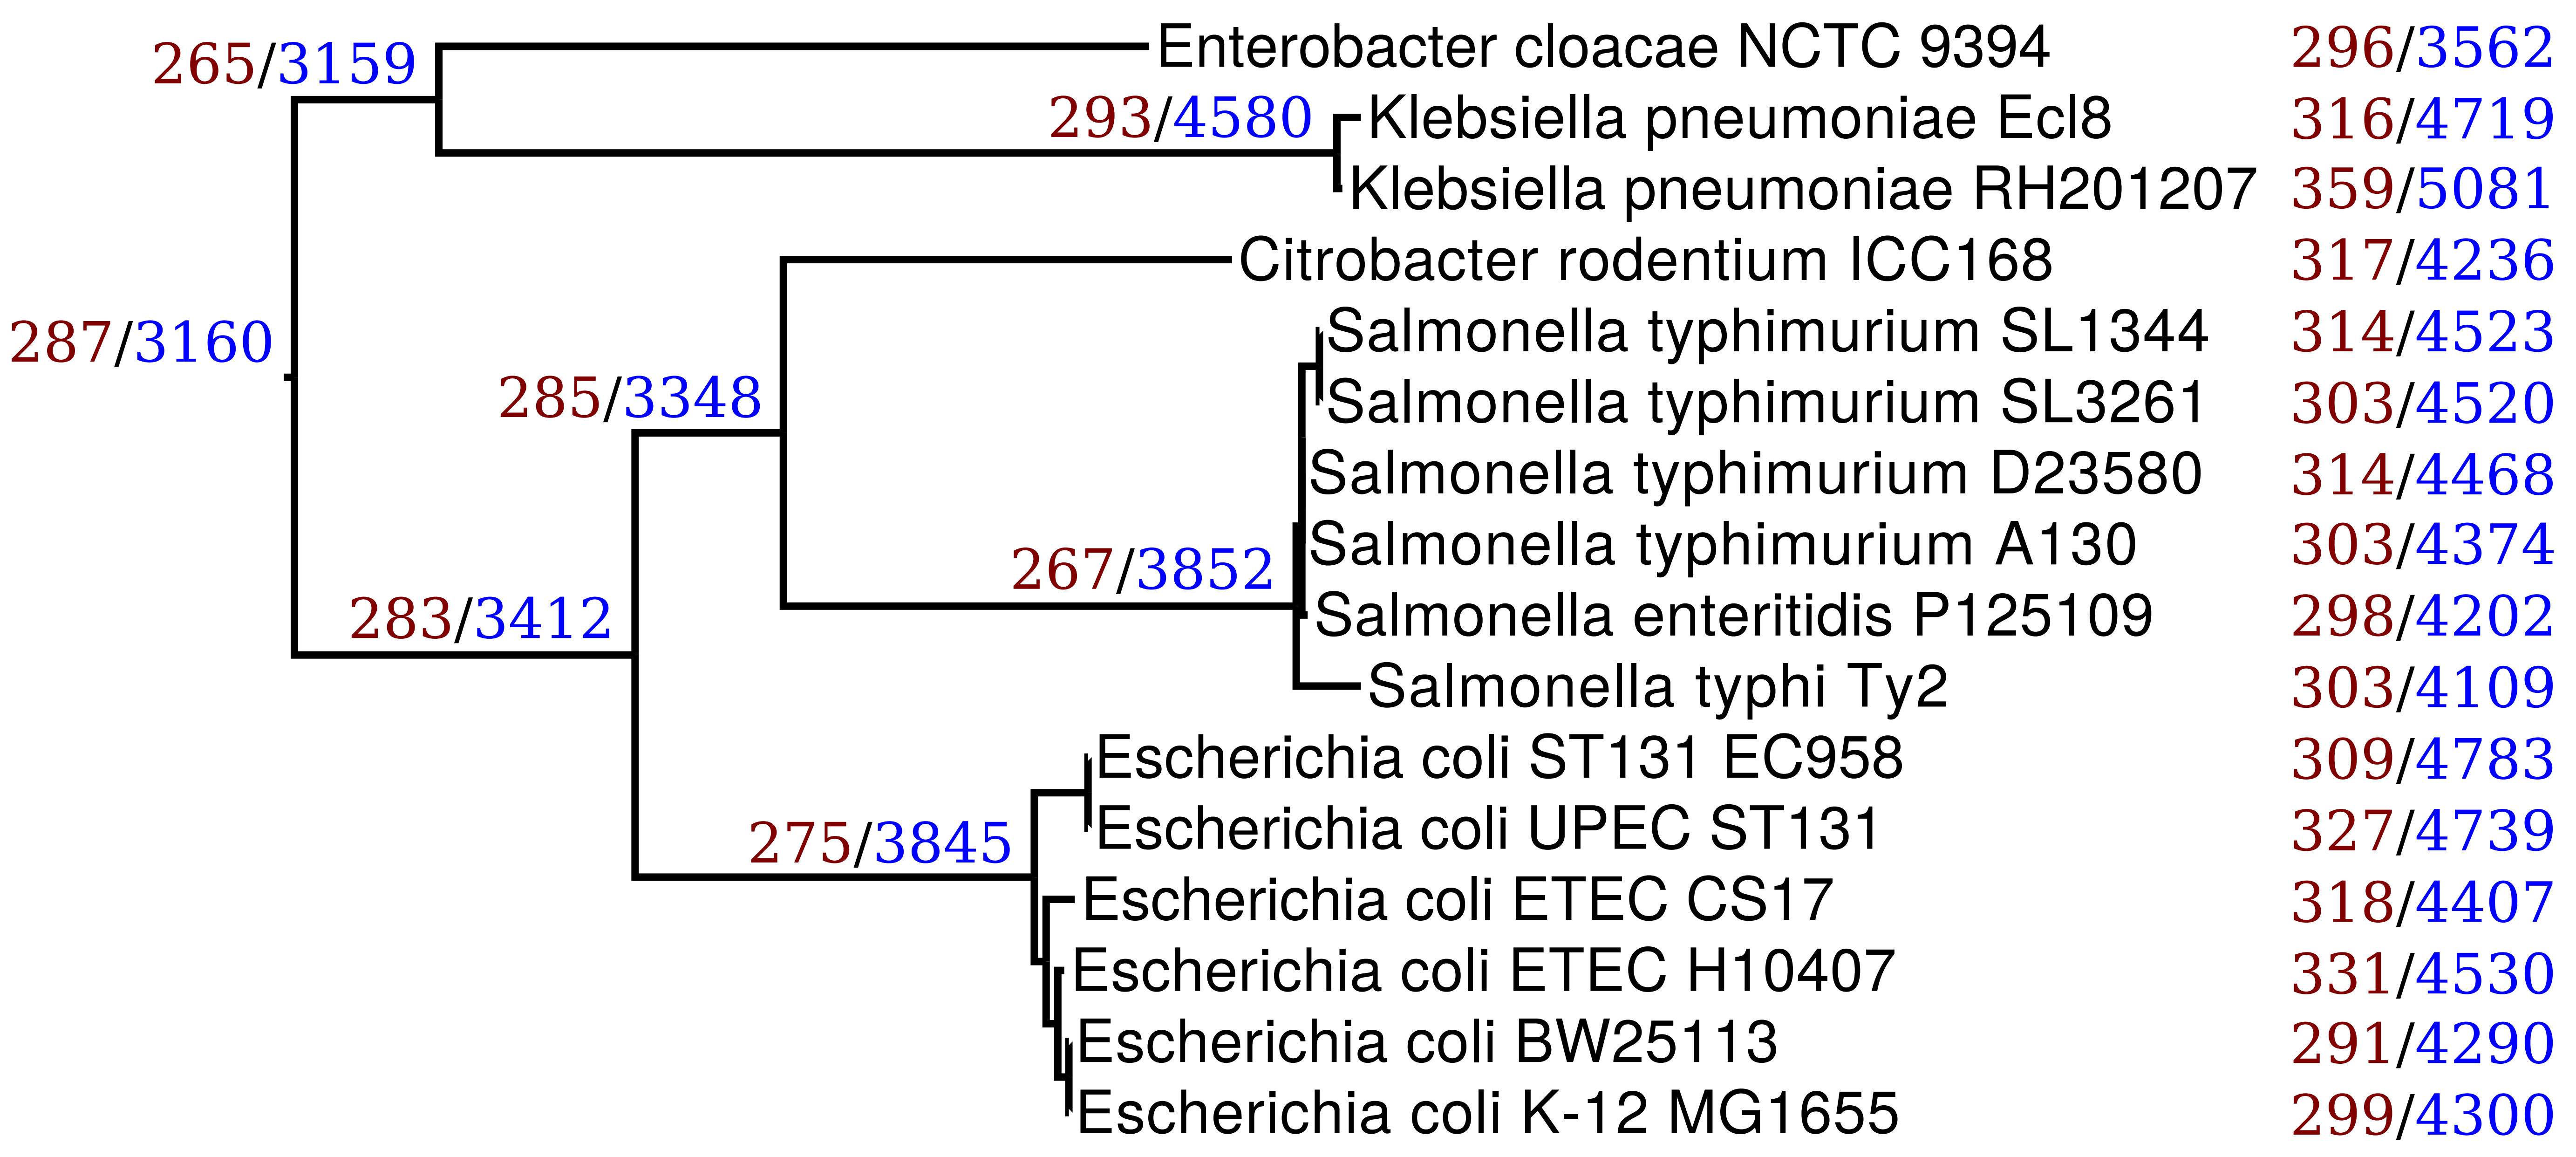 Enterobacter cloacae NCTC 9394 296/3562
265/3159
293/4580 Klebsiella pneumoniae Ecl8 316/4719
Klebsiella pneumoniae RH201207 359/5081
Citrobacter rodentium ICC168 317/4236
Salmonella typhimurium SL1344 314/4523
287/3160
285/3348 Salmonella typhimurium SL3261 303/4520
Salmonella typhimurium D23580 314/4468
Salmonella typhimurium A130 303/4374
267/3852
283/3412 Salmonella enteritidis P125109 298/4202
Salmonella typhi Ty2 303/4109
Escherichia coli ST131 EC958 309/4783
Escherichia coli UPEC ST131 327/4739
275/3845
Escherichia coli ETEC CS17 318/4407
Escherichia coli ETEC H10407 331/4530
Escherichia coli BW25113 291/4290
Escherichia coli K-12 MG1655 299/4300